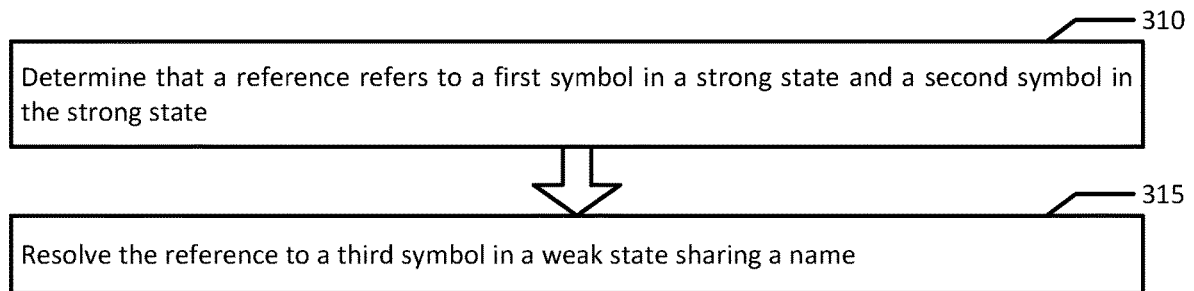 310
Determine that a reference refers to a first symbol in a strong state and a second symbol in
the strong state
315
Resolve the reference to a third symbol in a weak state sharing a name